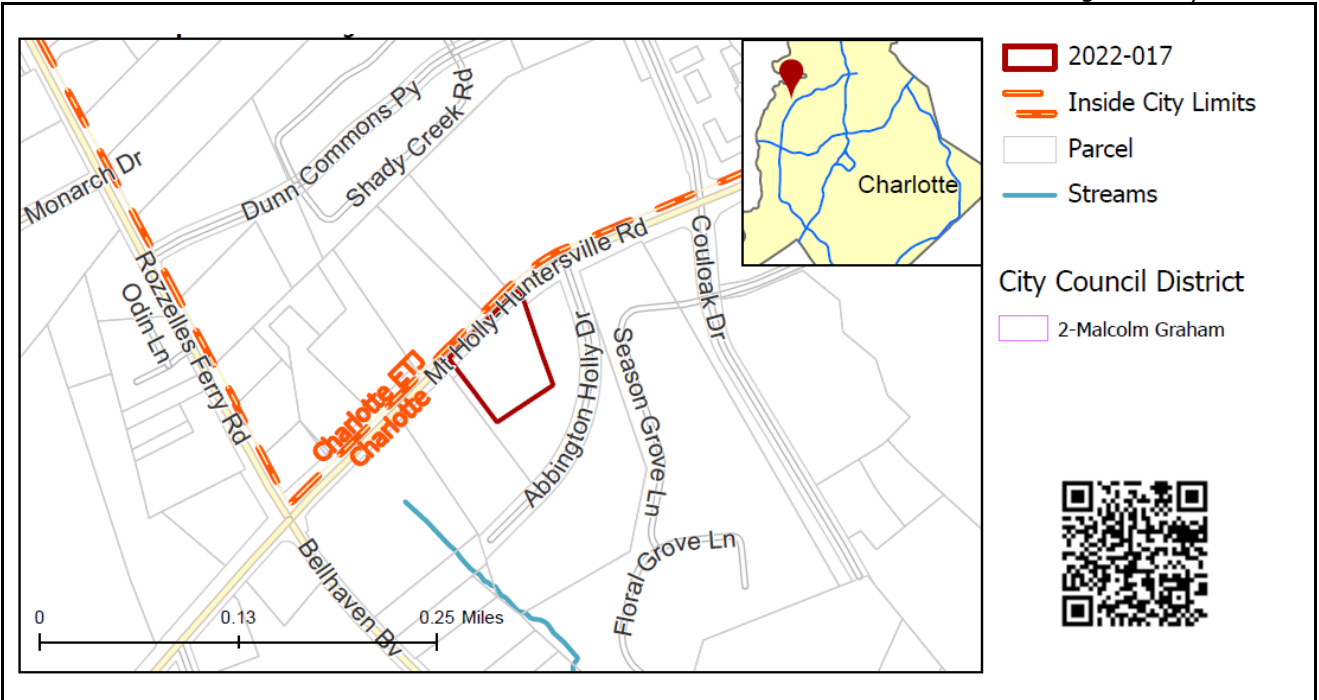 2022-017
Inside City Limits
Parcel
Streams
City Council District
2-Malcolm Graham
Charlotte
Monarch Dr
Dunn Commons Py
Shady Creek Rd
Rozzelles Ferry Rd
Odin Ln
Mt Holly-Huntersville Rd
Couloak Dr
Charlotte ETJ
Charlotte
Abbington Holly Dr
Season Grove Ln
Floral Grove Ln
Bellhaven Bv
0 0.13 0.25 Miles